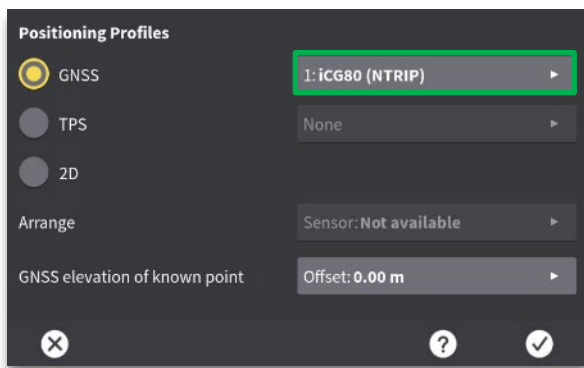 Positioning Profiles
GNSS
1: iCG80 (NTRIP)
TPS
None
2D
Arrange
Sensor: Not available
GNSS elevation of known point
Offset: 0.00 m
?